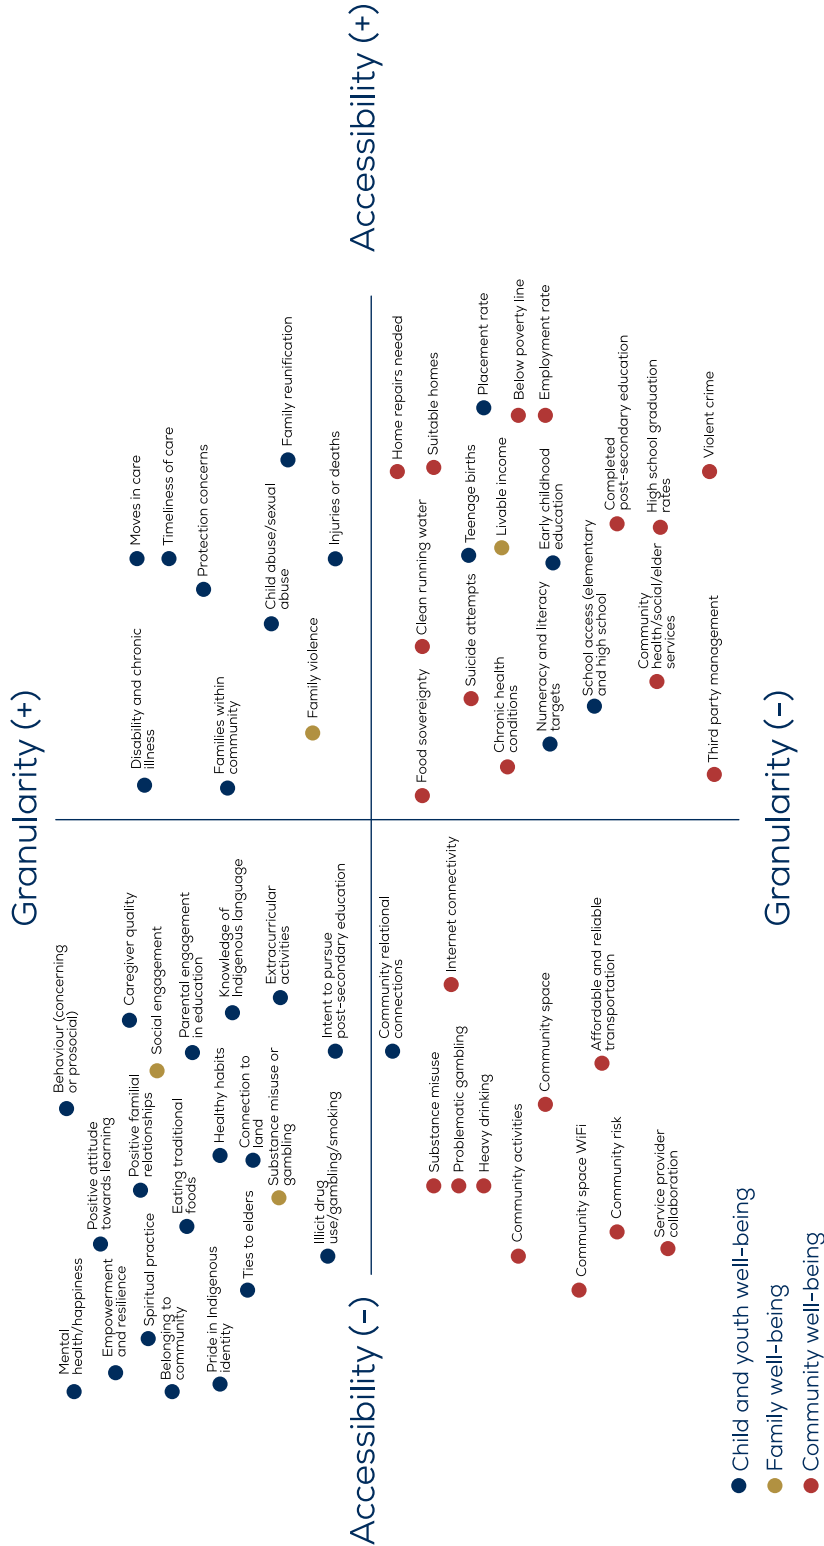 Granularity (+)
Behaviour (concerning
or prosocial)
Mental
health/happiness
Positive attitude
towards learning
Empowerment
and resilience
Caregiver quality
Positive familial
relationships
Spiritual practice
Social engagement
Belonging to
community
Eating traditional
foods
Parental engagement
in education
Pride in Indigenous
identity
Healthy habits
Knowledge of
Indigenous language
Ties to elders
Connection to
land
Substance misuse or
gambling
Extracurricular
activities
Illicit drug
use/gambling/smoking
Intent to pursue
post-secondary education
Moves in care
Disability and chronic
illness
Timeliness of care
Protection concerns
Families within
community
Child abuse/sexual
abuse
Family reunification
Family violence
Injuries or deaths
Accessibility (-)
Accessibility (+)
Community relational
connections
Substance misuse
Internet connectivity
Problematic gambling
Heavy drinking
Community activities
Community space
Community space WiFi
Affordable and reliable
transportation
Community risk
Service provider
collaboration
Home repairs needed
Food sovereignty
Clean running water
Suitable homes
Suicide attempts
Teenage births
Placement rate
Chronic health
conditions
Livable income
Below poverty line
Numeracy and literacy
targets
Early childhood
education
Employment rate
School access (elementary
and high school
Completed
post-secondary education
Community
health/social/elder
services
High school graduation
rates
Third party management
Violent crime
Granularity (-)
Child and youth well-being
Family well-being
Community well-being